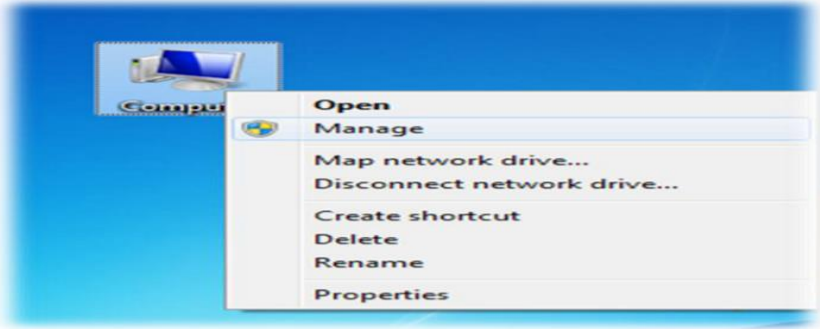 Open
Manage
Map network drive...
Disconnect network drive...
Create shortcut
Delete
Rename
Properties